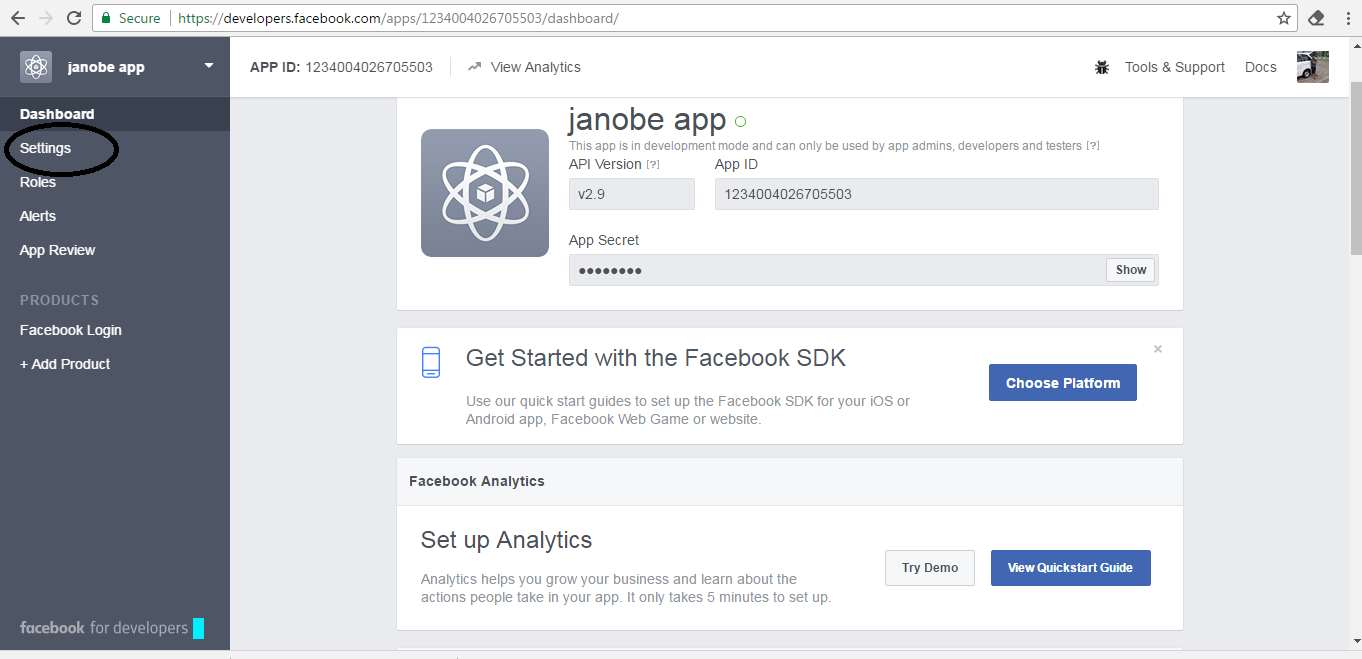 Secure
https://developers.facebook.com/apps/1234004026705503/dashboard/
janobe app
APP ID: 1234004026705503
View Analytics
Tools & Support
Docs
Dashboard
Settings
Roles
Alerts
App Review
PRODUCTS
Facebook Login
+ Add Product
facebook for developers
janobe app
This app is in development mode and can only be used by app admins, developers and testers [?]
API Version [?]
App ID
v2.9
1234004026705503
App Secret
●●●●●●●●
Show
Get Started with the Facebook SDK
Use our quick start guides to set up the Facebook SDK for your iOS or
Android app, Facebook Web Game or website.
Choose Platform
Facebook Analytics
Set up Analytics
Analytics helps you grow your business and learn about the
actions people take in your app. It only takes 5 minutes to set up.
Try Demo
View Quickstart Guide